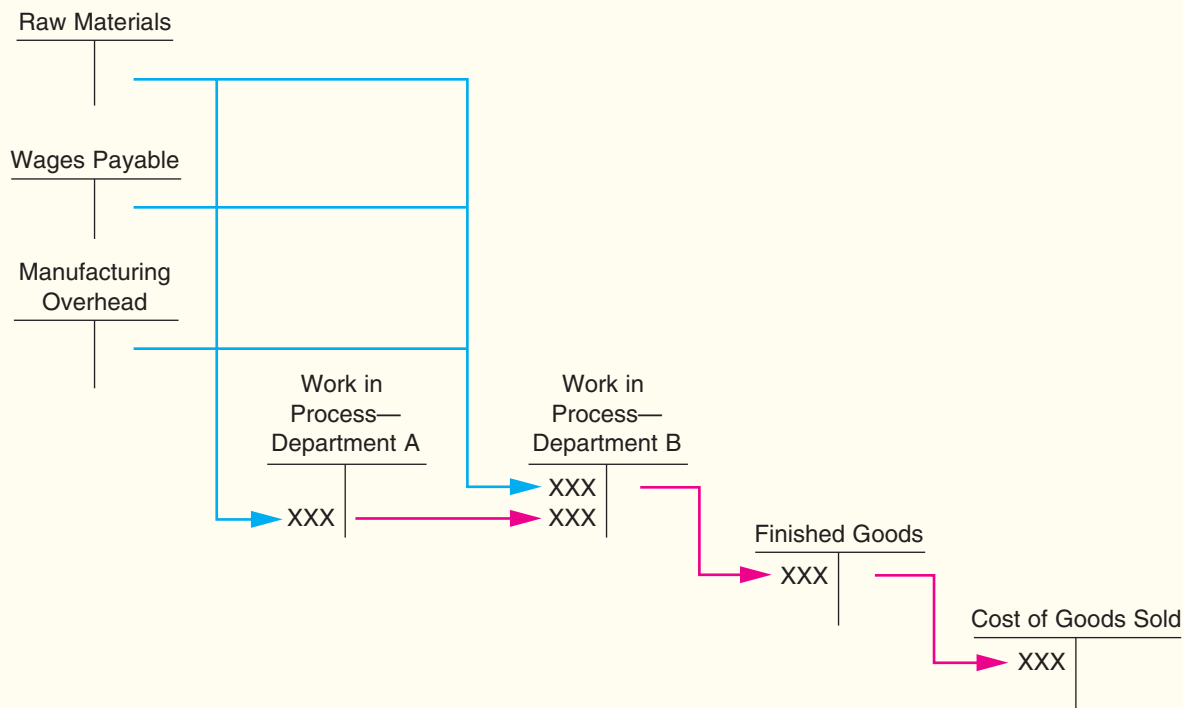 Raw Materials
Wages Payable
Manufacturing
Overhead
Work in
Process—
Department A
XXX
Work in
Process—
Department B
XXX
XXX
Finished Goods
XXX
Cost of Goods Sold
XXX